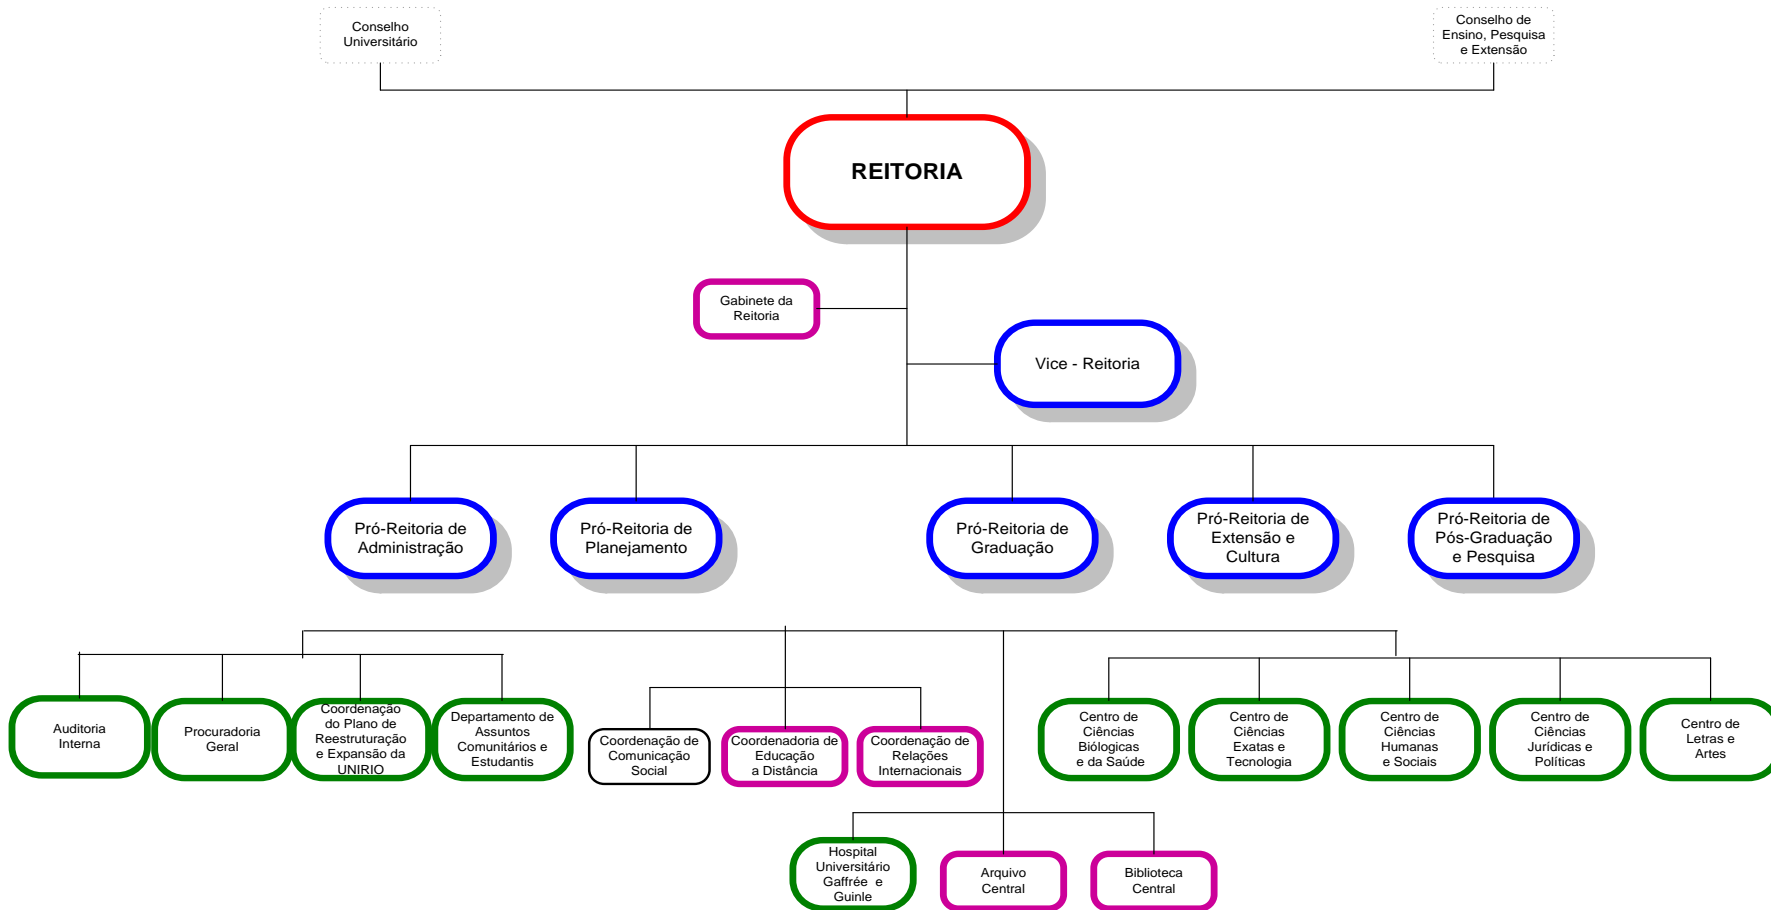 Conselho
Universitário
Conselho de
Ensino, Pesquisa
e Extensão
REITORIA
Gabinete da
Reitoria
Vice - Reitoria
Pró-Reitoria de
Administração
Pró-Reitoria de
Planejamento
Pró-Reitoria de
Graduação
Pró-Reitoria de
Extensão e
Cultura
Pró-Reitoria de
Pós-Graduação
e Pesquisa
Auditoria
Interna
Procuradoria
Geral
Coordenação
do Plano de
Reestruturação
e Expansão da
UNIRIO
Departamento de
Assuntos
Comunitários e
Estudantis
Coordenação de
Comunicação
Social
Coordenadoria de
Educação
a Distância
Coordenação de
Relações
Internacionais
Centro de
Ciências
Biólogicas
e da Saúde
Centro de
Ciências
Exatas e
Tecnologia
Centro de
Ciências
Humanas
e Sociais
Centro de
Ciências
Jurídicas e
Políticas
Centro de
Letras e
Artes
Hospital
Universitário
Gaffrée e
Guinle
Arquivo
Central
Biblioteca
Central